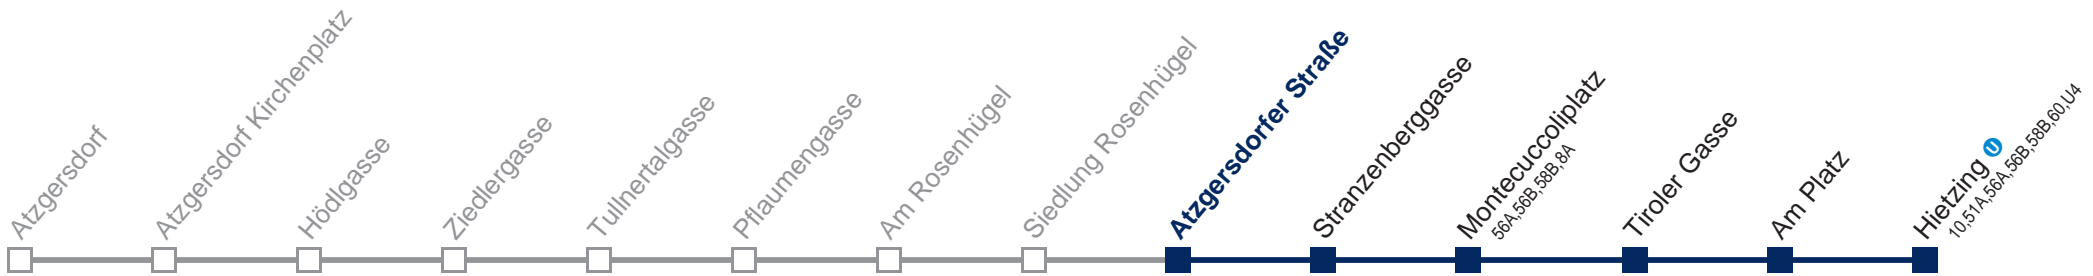 Atzgersdorf
Atzgersdorf Kirchenplatz
Hödlgasse
Ziedlergasse
Tullnertalgasse
Pflaumengasse
Am Rosenhügel
Siedlung Rosenhügel
Atzgersdorfer Straße
Stranzenberggasse
Montecuccoliplatz
56A,56B,58B,8A
Tiroler Gasse
Am Platz
Hietzing U
10,51A,56A,56B,58B,60,U4